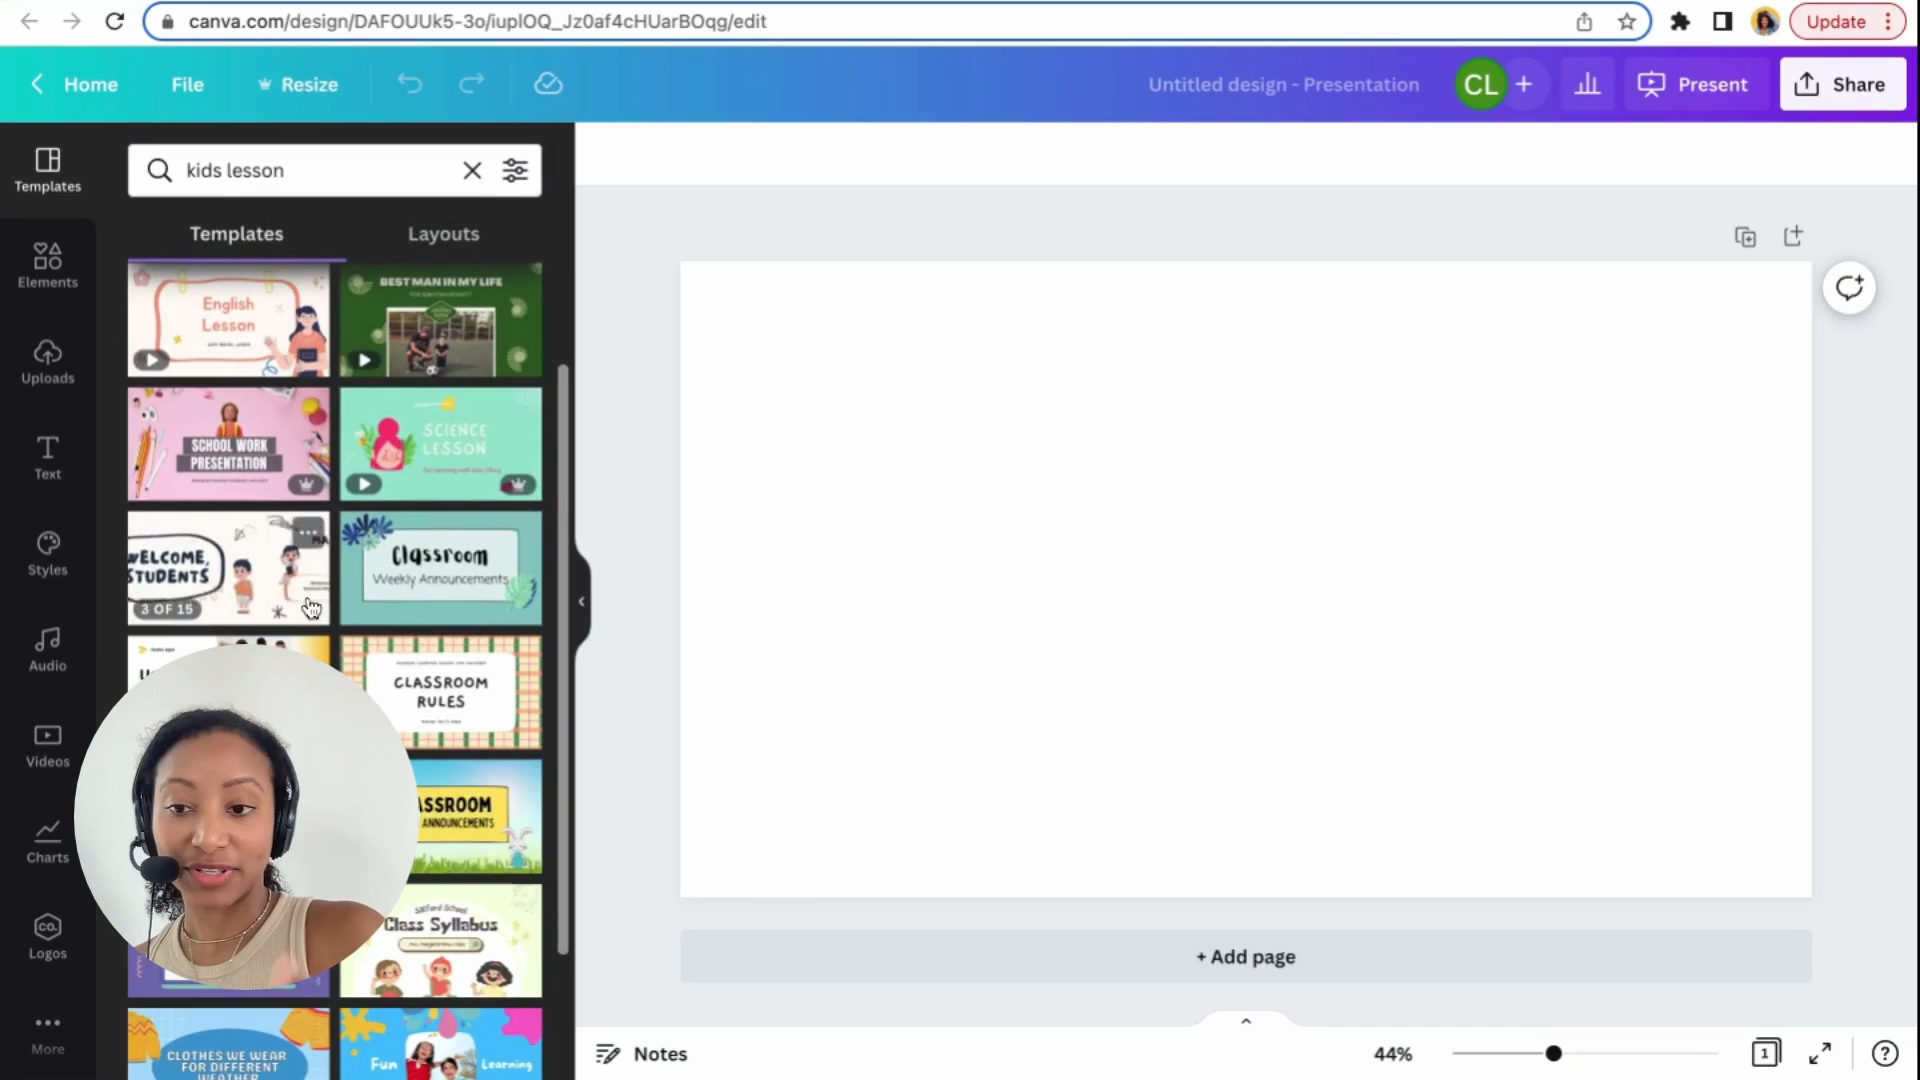 canva.com/design/DAFOUUk5-3o/iuplOQ_Jz0af4cHUarBOqg/edit
Update
Home
File
Resize
Untitled design - Presentation
CL
Present
Share
Templates
Elements
Uploads
Text
Styles
Audio
Videos
Charts
CO.
Logos
More
kids lesson
Templates
Layouts
English
Lesson
BEST MAN IN MY LIFE
SCHOOL WORK
PRESENTATION
SCIENCE
LESSON
WELCOME,
STUDENTS
3 OF 15
Classroom
Weekly Announcements
CLASSROOM
RULES
ASSROOM
ANNOUNCEMENTS
Class Syllabus
CLOTHES WE WEAR
FOR DIFFERENT
WEATHER
Fun
Learning
+ Add page
Notes
44%
1